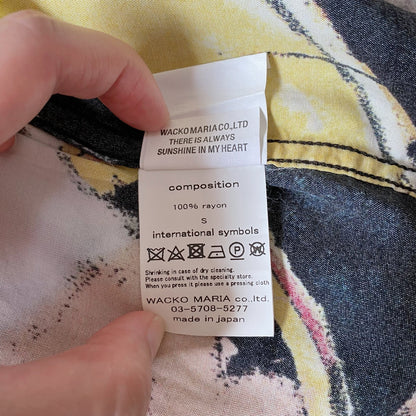 WACKO MARIA CO., LTD
THERE IS ALWAYS
SUNSHINE IN MY HEART
composition
100% rayon
S
international symbols
P
Shrinking in case of dry cleaning.
Please consult with specialty stores.
When you press it please use a pressing cloth
WACKO MARIA co., ltd.
03-5708-5277
made in japan